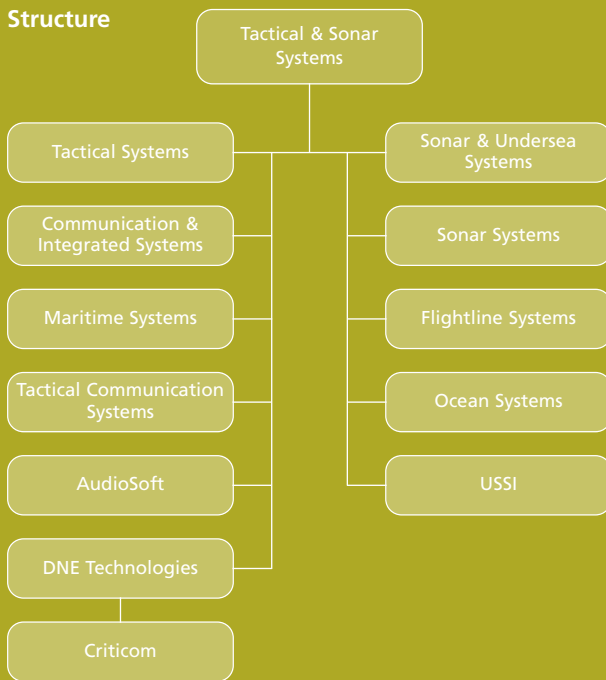 Structure
Tactical & Sonar
Systems
Tactical Systems
Communication &
Integrated Systems
Maritime Systems
Tactical Communication
Systems
AudioSoft
DNE Technologies
Criticom
Sonar & Undersea
Systems
Sonar Systems
Flightline Systems
Ocean Systems
USSI